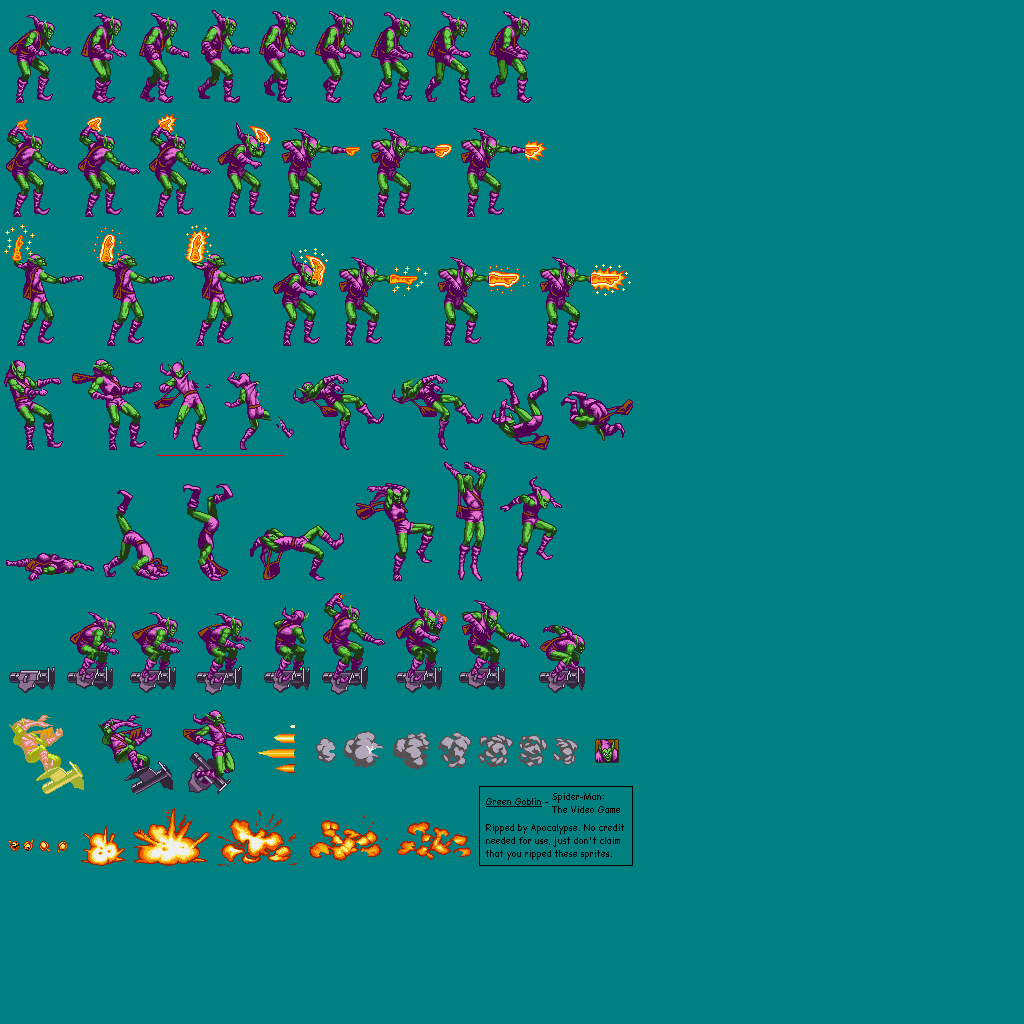 Green Goblin - Spider-Man:
The Video Game
Ripped by Apocalypse. No credit
needed for use, just don't claim
that you ripped these sprites.